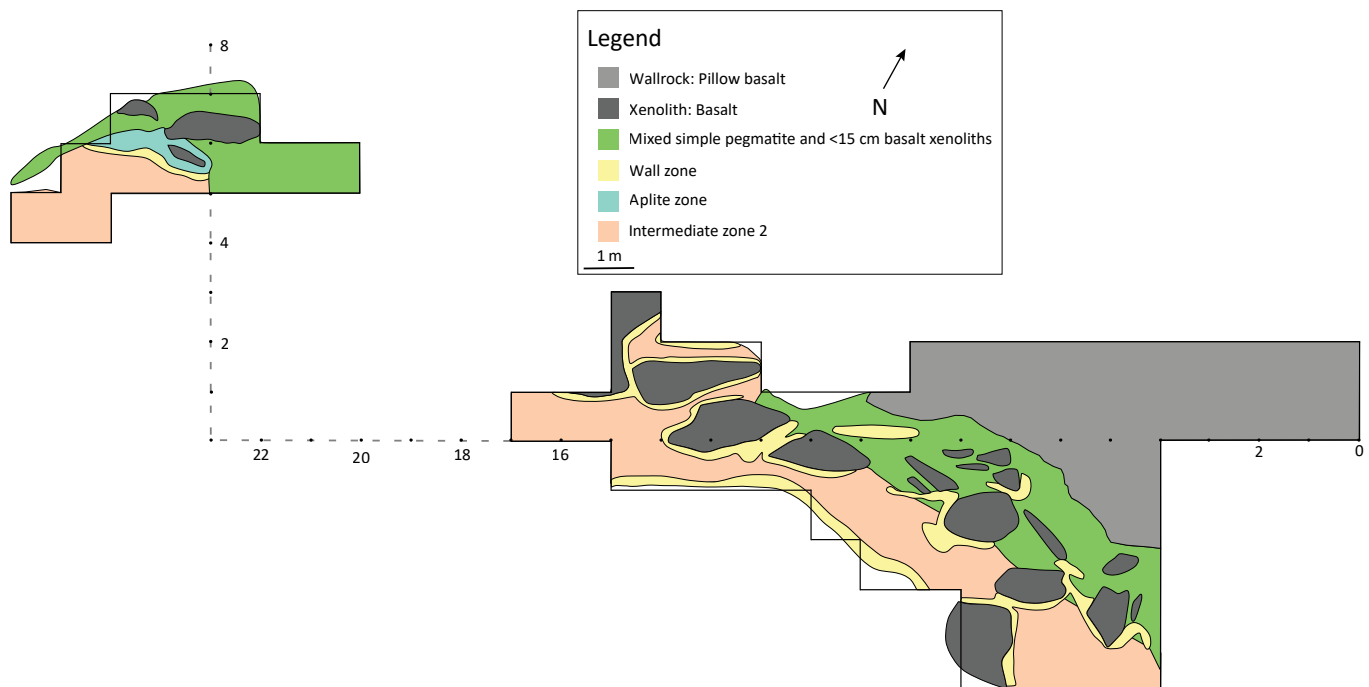 8
Legend
Wallrock: Pillow basalt
Xenolith: Basalt
N
Mixed simple pegmatite and <15 cm basalt xenoliths
Wall zone
Aplite zone
Intermediate zone 2
1 m
4
2
22
20
18
16
2
0